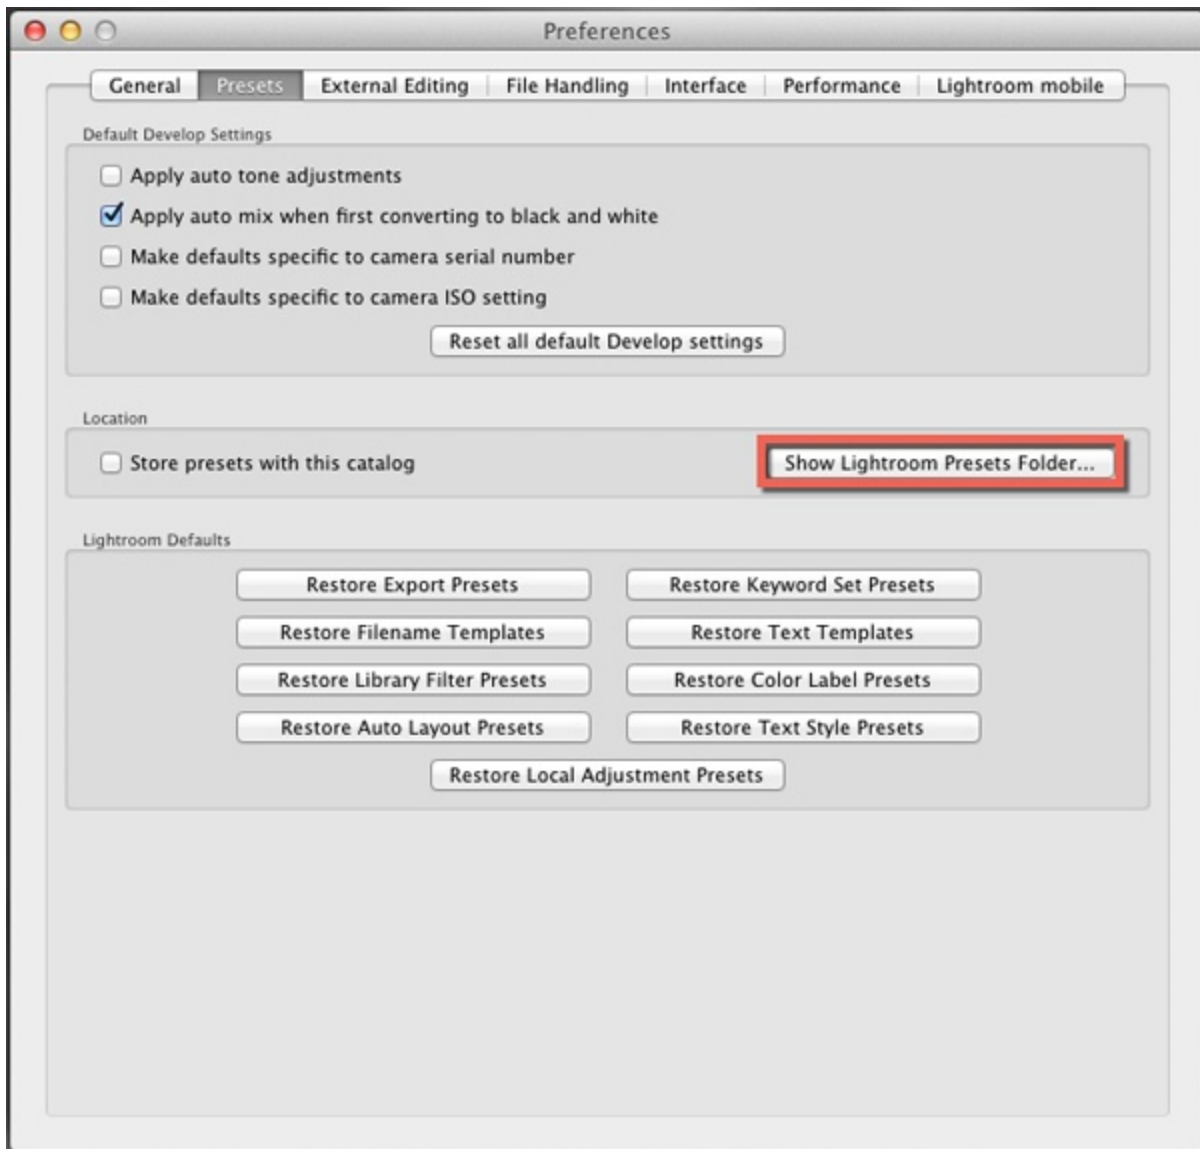 Preferences
General Presets External Editing File Handling Interface Performance Lightroom mobile
Default Develop Settings
Apply auto tone adjustments
Apply auto mix when first converting to black and white
Make defaults specific to camera serial number
Make defaults specific to camera ISO setting
Reset all default Develop settings
Location
Store presets with this catalog Show Lightroom Presets Folder...
Lightroom Defaults
Restore Export Presets Restore Keyword Set Presets
Restore Filename Templates Restore Text Templates
Restore Library Filter Presets Restore Color Label Presets
Restore Auto Layout Presets Restore Text Style Presets
Restore Local Adjustment Presets